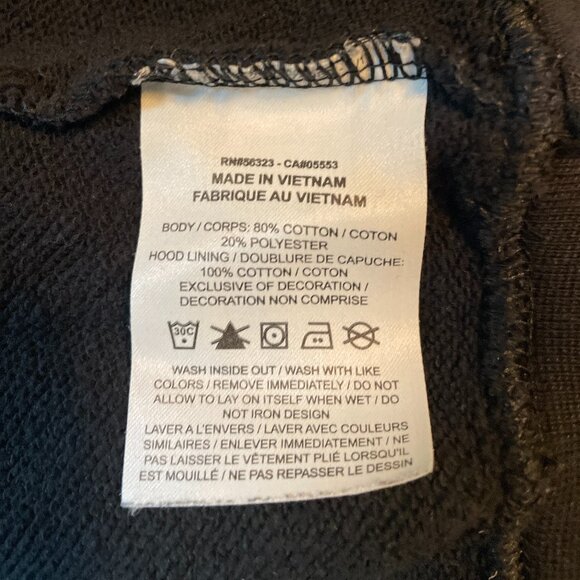 RN#56323 - CA#05553
MADE IN VIETNAM
FABRIQUE AU VIETNAM
BODY / CORPS: 80% COTTON / COTON
20% POLYESTER
HOOD LINING / DOUBLURE DE CAPUCHE:
100% COTTON / COTON
EXCLUSIVE OF DECORATION /
DECORATION NON COMPRISE
30C
WASH INSIDE OUT / WASH WITH LIKE
COLORS / REMOVE IMMEDIATELY / DO NOT
ALLOW TO LAY ON ITSELF WHEN WET / DO
NOT IRON DESIGN
LAVER A L'ENVERS / LAVER AVEC COULEURS
SIMILAIRES / ENLEVER IMMEDIATEMENT / NE
PAS LAISSER LE VÊTEMENT PLIÉ LORSQU'IL
EST MOUILLÉ / NE PAS REPASSER LE DESSIN